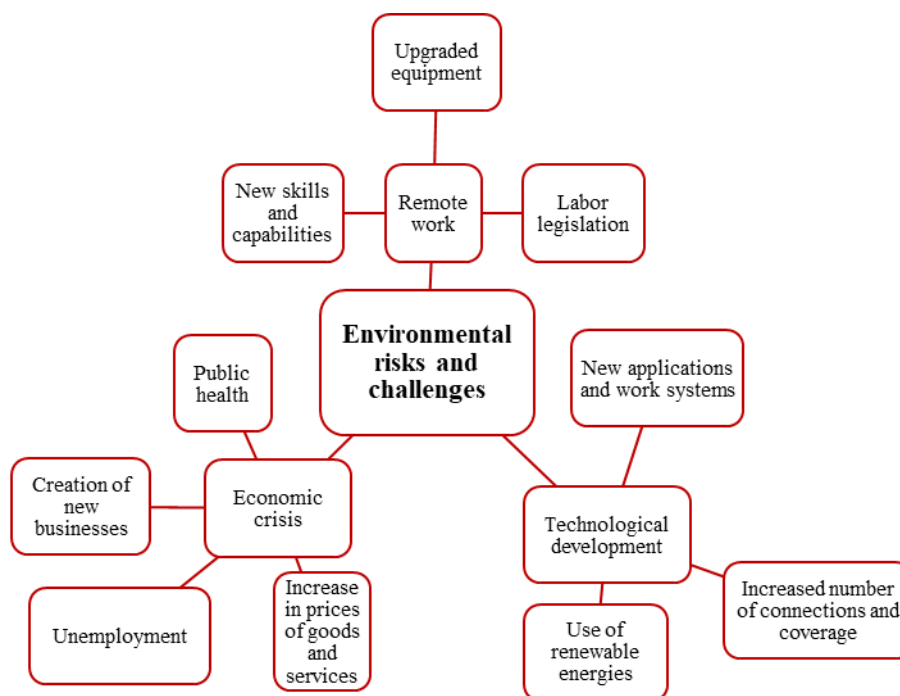 Upgraded
equipment
New skills
and
capabilities
Remote
work
Labor
legislation
Environmental
risks and
challenges
Public
health
New applications
and work systems
Creation of
new
businesses
Economic
crisis
Technological
development
Unemployment
Increase
in prices
of goods
and
services
Use of
renewable
energies
Increased number
of connections and
coverage